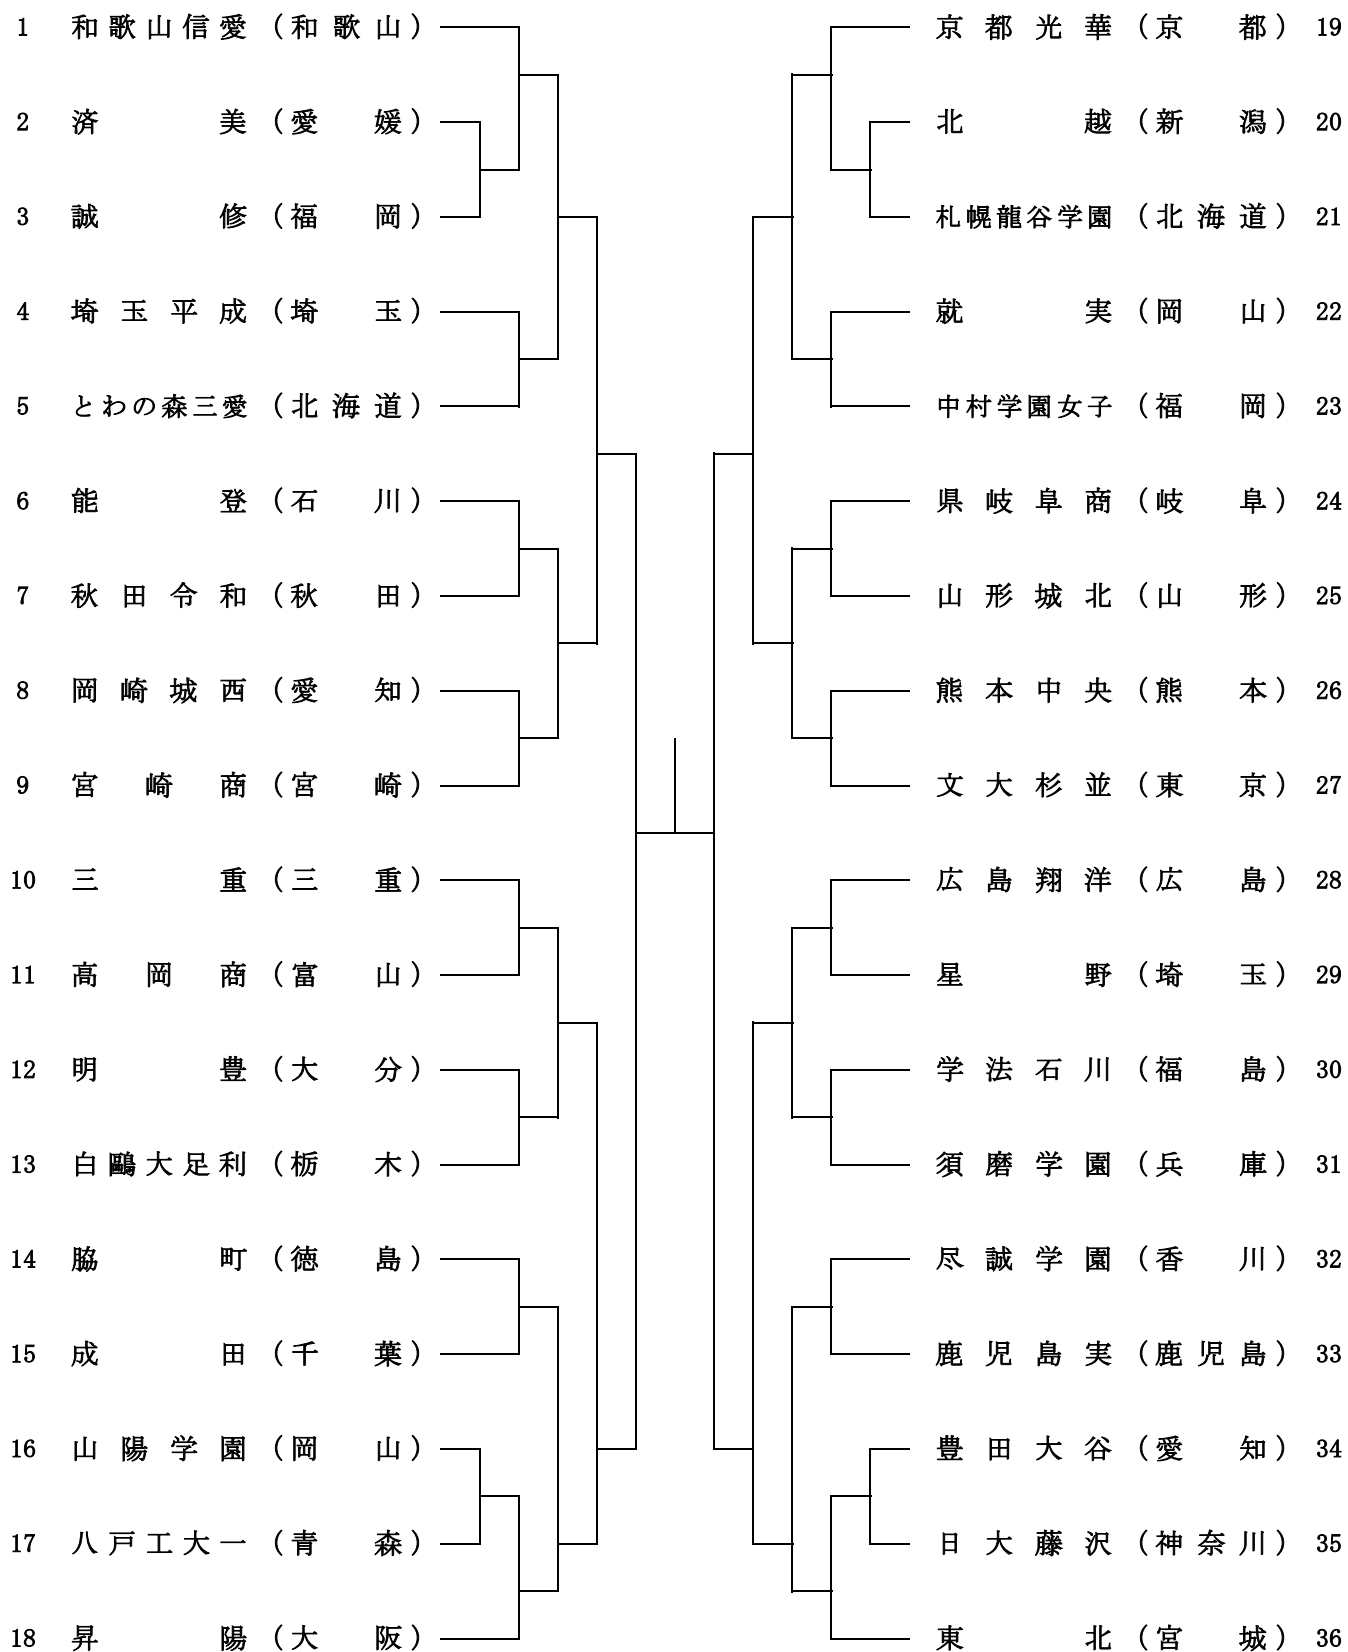 1 和歌山信愛 (和歌山)
2 済美 (愛媛)
3 誠修 (福岡)
4 埼玉平成 (埼玉)
5 とわの森三愛 (北海道)
6 能登 (石川)
7 秋田令和 (秋田)
8 岡崎城西 (愛知)
9 宮崎商 (宮崎)
10 三重 (三重)
11 高岡商 (富山)
12 明豊 (大分)
13 白鷗大足利 (栃木)
14 脇町 (徳島)
15 成田 (千葉)
16 山陽学園 (岡山)
17 八戸工大一 (青森)
18 昇陽 (大阪)
京都光華 (京都) 19
北越 (新潟) 20
札幌龍谷学園 (北海道) 21
就実 (岡山) 22
中村学園女子 (福岡) 23
県岐阜商 (岐阜) 24
山形城北 (山形) 25
熊本中央 (熊本) 26
文大杉並 (東京) 27
広島翔洋 (広島) 28
星野 (埼玉) 29
学法石川 (福島) 30
須磨学園 (兵庫) 31
尽誠学園 (香川) 32
鹿児島実 (鹿児島) 33
豊田大谷 (愛知) 34
日大藤沢 (神奈川) 35
東北 (宮城) 36